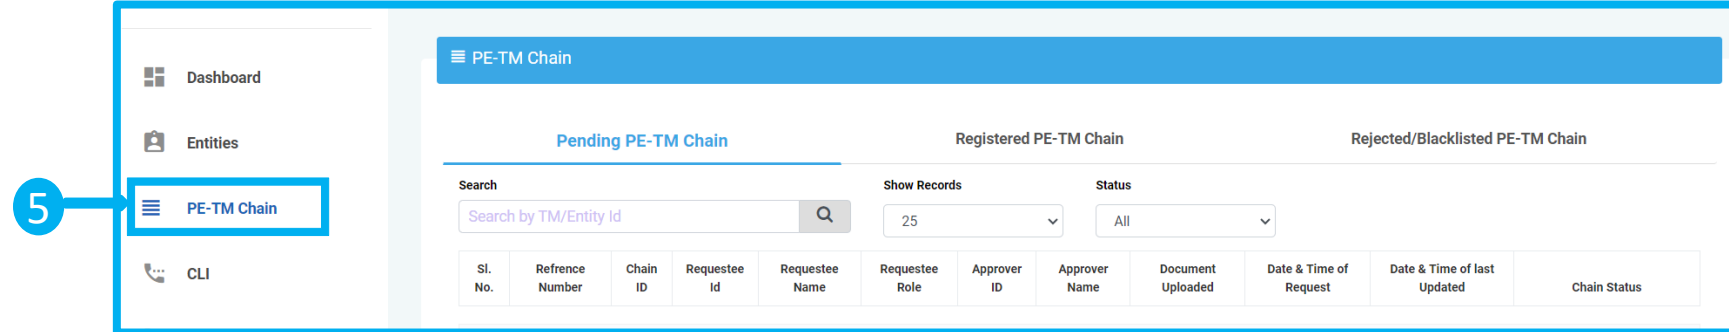 PE-TM Chain
Dashboard
Pending PE-TM Chain
Registered PE-TM Chain
Rejected/Blacklisted PE-TM Chain
Entities
Search
Show Records
Status
5
PE-TM Chain
Search by TM/Entity Id
25
All
CLI
Sl. No.
Refrence Number
Chain ID
Requestee Id
Requestee Name
Requestee Role
Approver ID
Approver Name
Document Uploaded
Date & Time of Request
Date & Time of last Updated
Chain Status